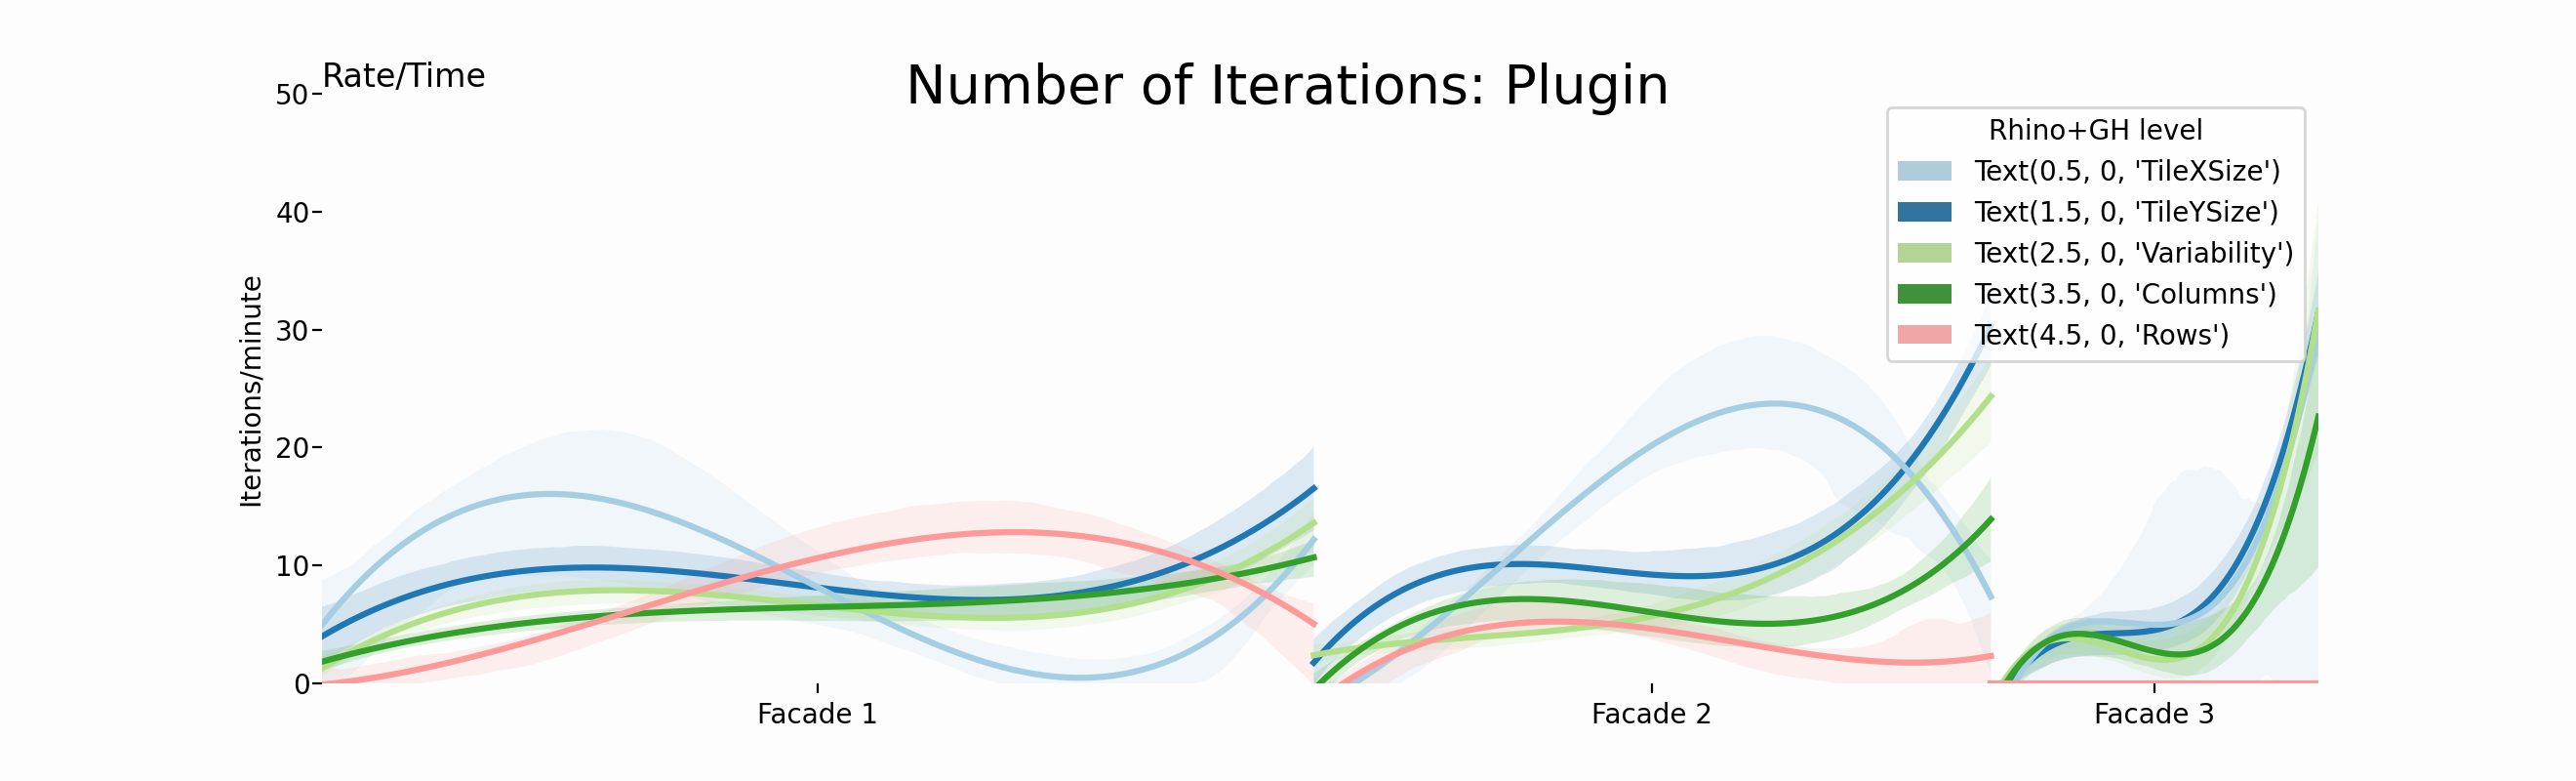 Rate/Time
Number of Iterations: Plugin
50
40
30
20
10
0
Iterations/minute
Rhino+GH level
Text(0.5, 0, 'TileXSize')
Text(1.5, 0, 'TileYSize')
Text(2.5, 0, 'Variability')
Text(3.5, 0, 'Columns')
Text(4.5, 0, 'Rows')
Facade 1
Facade 2
Facade 3